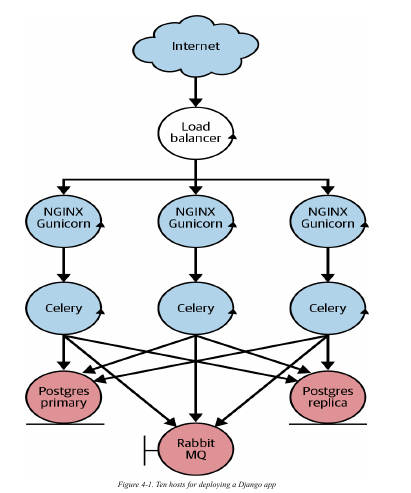 Internet
Load
balancer
NGINX
Gunicorn
NGINX
Gunicorn
NGINX
Gunicorn
Celery
Celery
Celery
Postgres
primary
Postgres
replica
Rabbit
MQ
Figure 4-1. Ten hosts for deploying a Django app